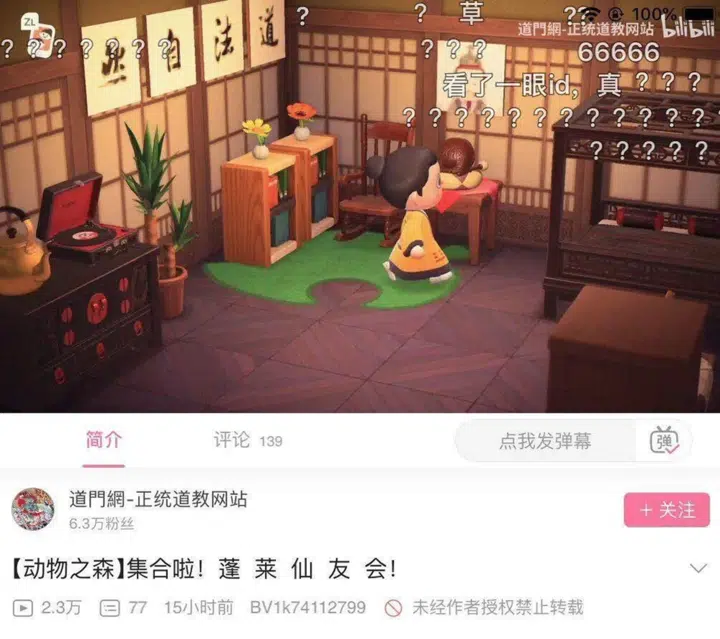 ZL
100%
? 草 ??
道門網-正统道教网站
bilibili
? ? ? ? ? ? ? ? ? ?
66666
看了一眼id，真 ? ? ?
? ? ? ? ? ? ? ? ? ? ? ?
? ? ? ? ?
丞 自 法 道
简介
评论 139
点我发弹幕
弹
道門網-正统道教网站
6.3万粉丝
+ 关注
【动物之森】集合啦！蓬 莱 仙 友 会！
2.3万 77 15小时前 BV1k74112799 未经作者授权禁止转载